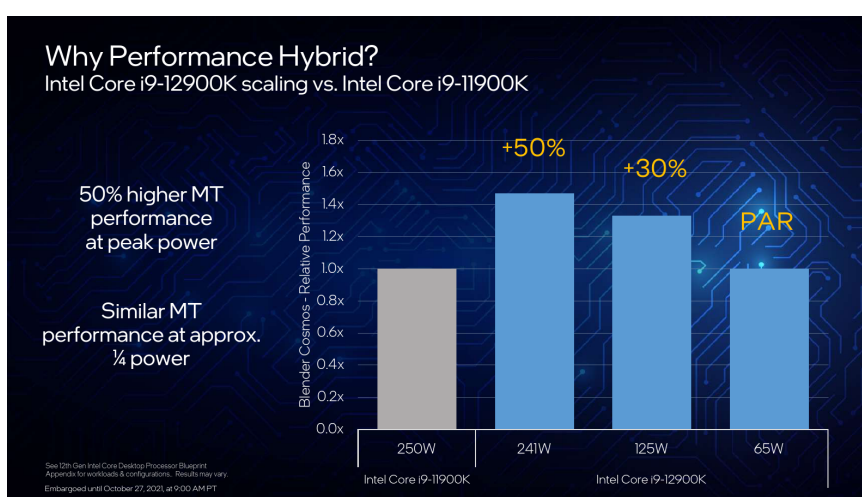 Why Performance Hybrid?
Intel Core i9-12900K scaling vs. Intel Core i9-11900K
50% higher MT
performance
at peak power
Similar MT
performance at approx.
¼ power
Blender Cosmos - Relative Performance
1.8x
1.6x
1.4x
1.2x
1.0x
0.8x
0.6x
0.4x
0.2x
0.0x
+50%
+30%
PAR
250W 241W 125W 65W
Intel Core i9-11900K Intel Core i9-12900K
See 12th Gen Intel Core Desktop Processor Blueprint
Appendix for workloads & configurations. Results may vary.
Embargoed until October 27, 2021, at 9:00 AM PT